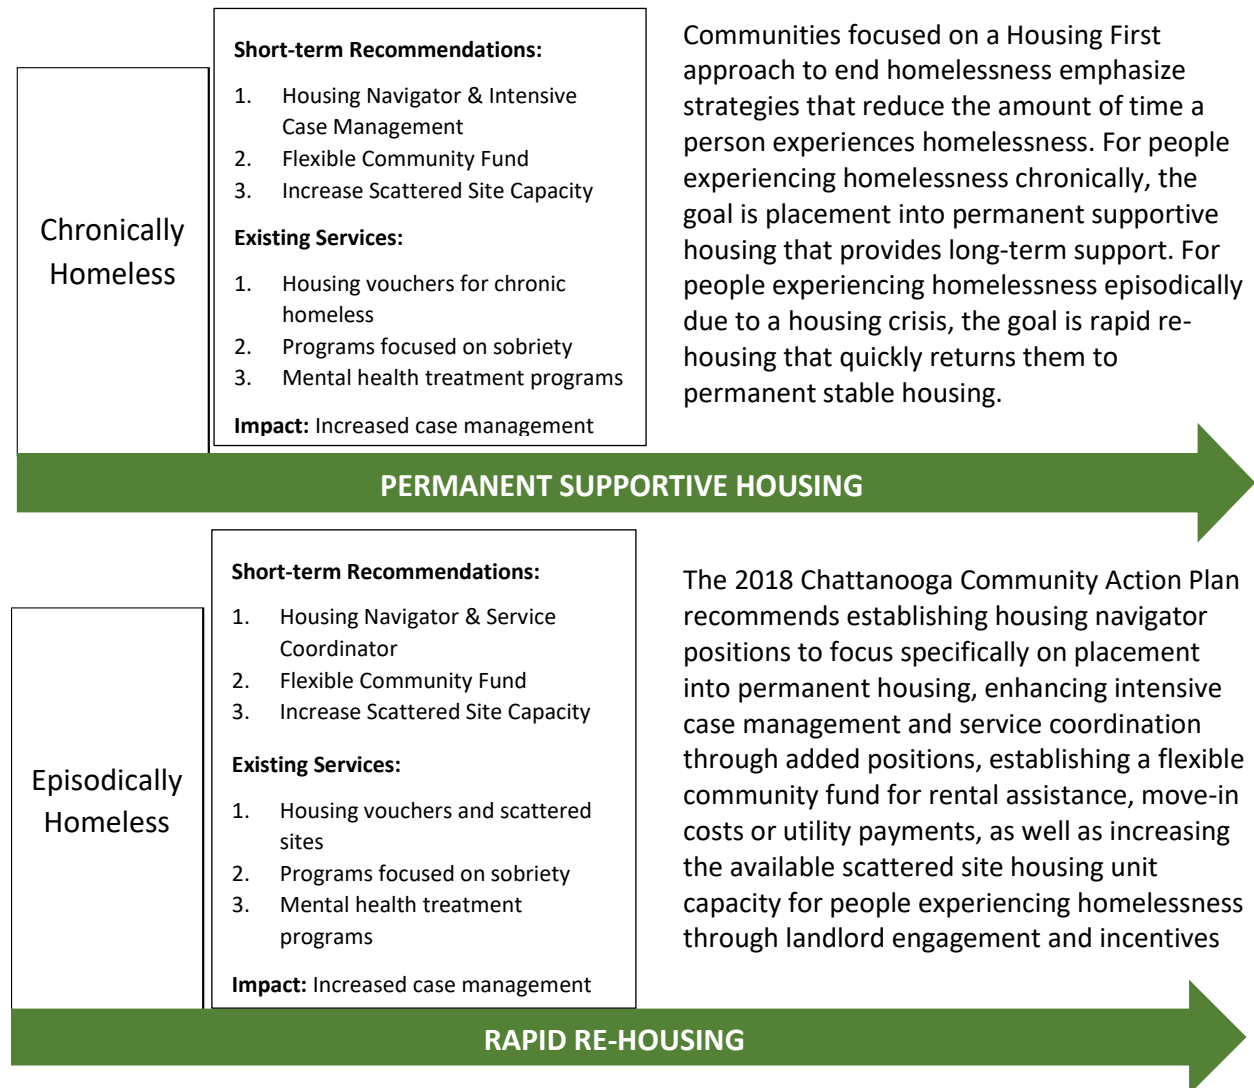 Chronically
Homeless
Short-term Recommendations:
1. Housing Navigator & Intensive
Case Management
2. Flexible Community Fund
3. Increase Scattered Site Capacity
Existing Services:
1. Housing vouchers for chronic
homeless
2. Programs focused on sobriety
3. Mental health treatment programs
Impact: Increased case management
Communities focused on a Housing First
approach to end homelessness emphasize
strategies that reduce the amount of time a
person experiences homelessness. For people
experiencing homelessness chronically, the
goal is placement into permanent supportive
housing that provides long-term support. For
people experiencing homelessness episodically
due to a housing crisis, the goal is rapid re-
housing that quickly returns them to
permanent stable housing.
PERMANENT SUPPORTIVE HOUSING
Episodically
Homeless
Short-term Recommendations:
1. Housing Navigator & Service
Coordinator
2. Flexible Community Fund
3. Increase Scattered Site Capacity
Existing Services:
1. Housing vouchers and scattered
sites
2. Programs focused on sobriety
3. Mental health treatment
programs
Impact: Increased case management
The 2018 Chattanooga Community Action Plan
recommends establishing housing navigator
positions to focus specifically on placement
into permanent housing, enhancing intensive
case management and service coordination
through added positions, establishing a flexible
community fund for rental assistance, move-in
costs or utility payments, as well as increasing
the available scattered site housing unit
capacity for people experiencing homelessness
through landlord engagement and incentives
RAPID RE-HOUSING